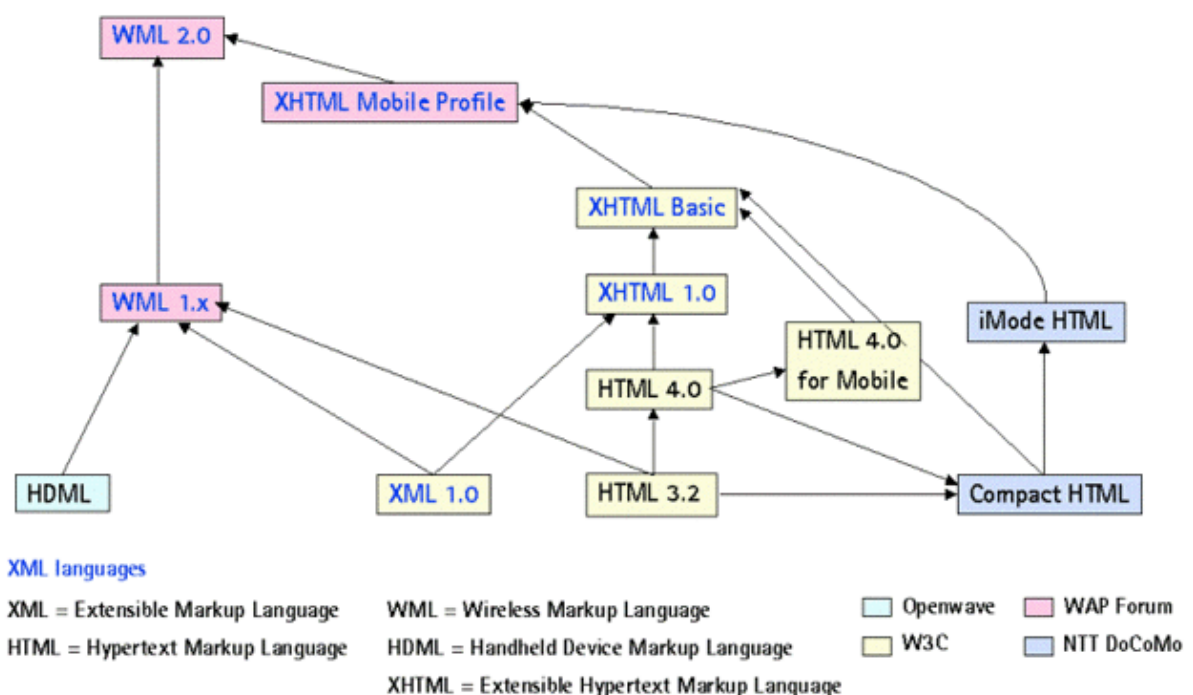 WML 2.0
XHTML Mobile Profile
XHTML Basic
WML 1.x
XHTML 1.0
iMode HTML
HTML 4.0
for Mobile
HTML 4.0
HDML
XML 1.0
HTML 3.2
Compact HTML
XML languages
XML = Extensible Markup Language
WML = Wireless Markup Language
Openwave
WAP Forum
HTML = Hypertext Markup Language
HDML = Handheld Device Markup Language
W3C
NTT DoCoMo
XHTML = Extensible Hypertext Markup Language